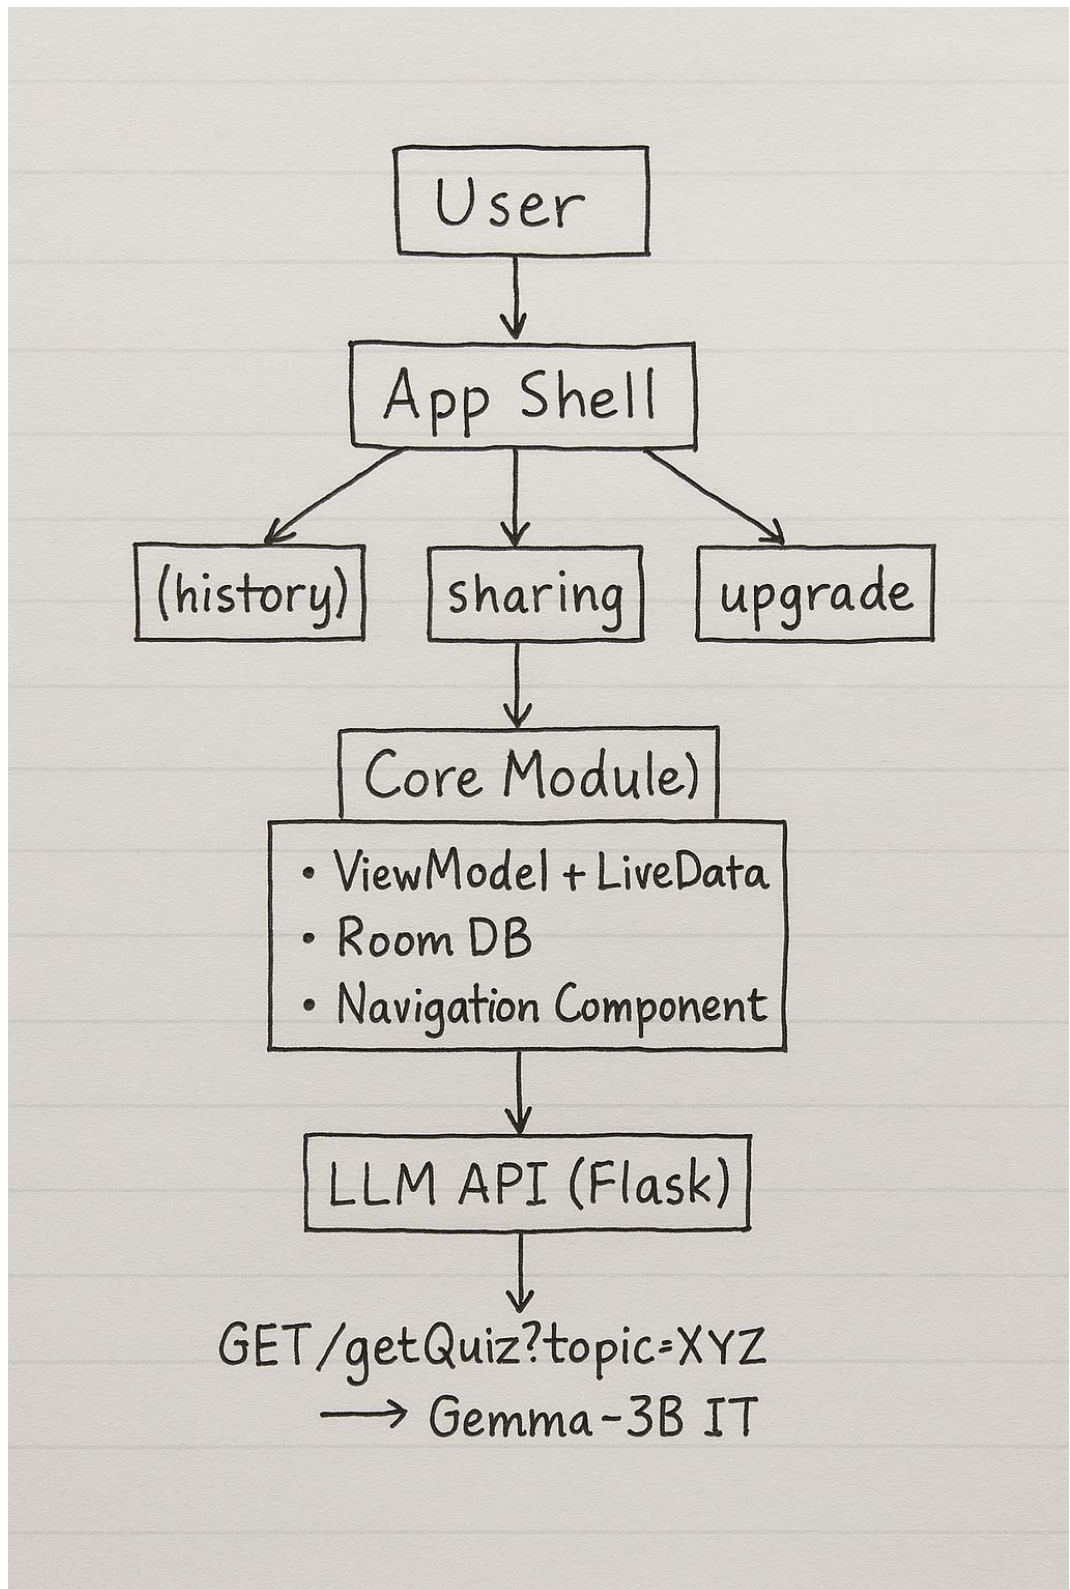 User
App Shell
(history) sharing upgrade
Core Module)
• ViewModel + LiveData
• Room DB
• Navigation Component
LLM API (Flask)
GET/getQuiz?topic=XYZ
→ Gemma-3B IT